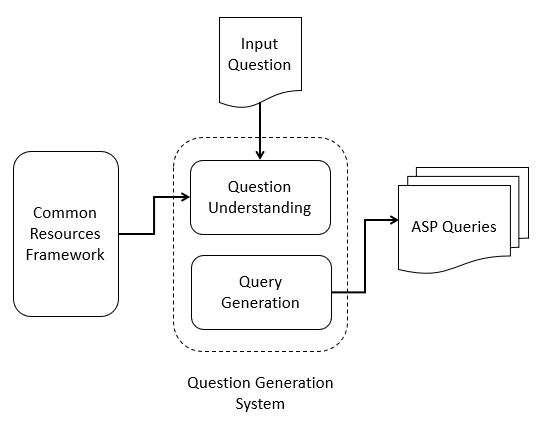 Input
Question
Question
Understanding
Common
Resources
Framework
ASP Queries
Query
Generation
Question Generation
System